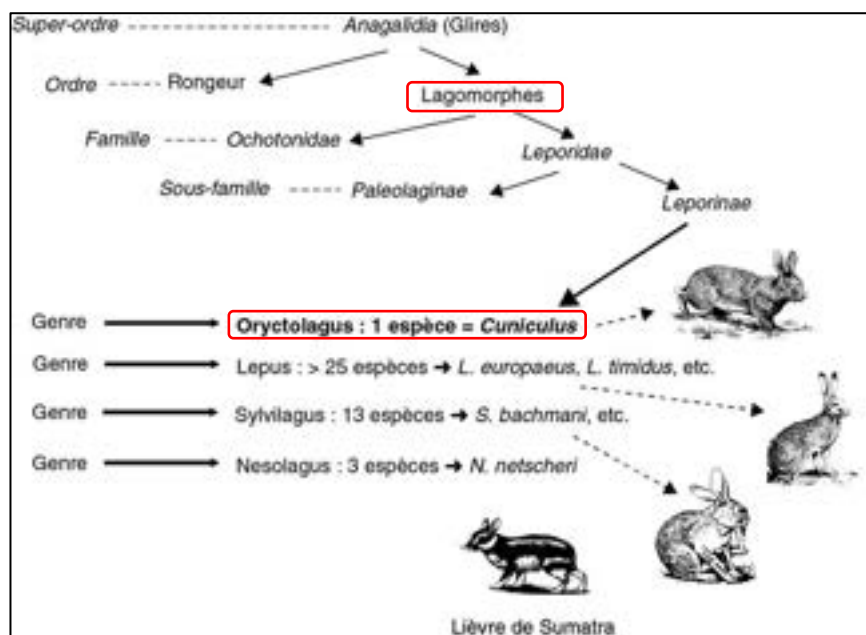 Super-ordre Anagalidia (Glires)
Ordre Rongeur
Lagomorphes
Famille Ochotonidae
Leporidae
Sous-famille Paleolaginae
Leporinae
Genre Oryctolagus : 1 espèce = Cuniculus
Genre Lepus : > 25 espèces ➔ L. europaeus, L. timidus, etc.
Genre Sylvilagus : 13 espèces ➔ S. bachmani, etc.
Genre Nesolagus : 3 espèces ➔ N. netscheri
Lièvre de Sumatra